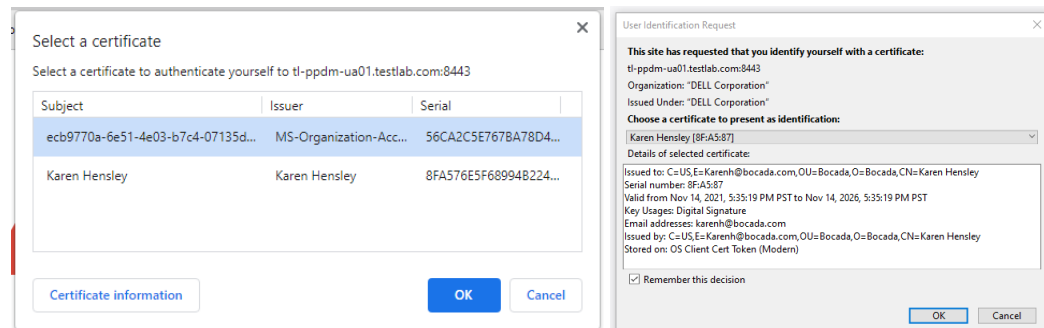 Select a certificate
Select a certificate to authenticate yourself to tl-ppdm-ua01.testlab.com:8443
Subject Issuer Serial
ecb9770a-6e51-4e03-b7c4-07135d... MS-Organization-Acc... 56CA2C5E767BA78D4...
Karen Hensley Karen Hensley 8FA576E5F68994B224...
Certificate information OK Cancel
User Identification Request
This site has requested that you identify yourself with a certificate:
tl-ppdm-ua01.testlab.com:8443
Organization: "DELL Corporation"
Issued Under: "DELL Corporation"
Choose a certificate to present as identification:
Karen Hensley [8F:A5:87]
Details of selected certificate:
Issued to: C=US,E=Karenh@bocada.com,OU=Bocada,O=Bocada,CN=Karen Hensley
Serial number: 8F:A5:87
Valid from Nov 14, 2021, 5:35:19 PM PST to Nov 14, 2026, 5:35:19 PM PST
Key Usages: Digital Signature
Email addresses: karenh@bocada.com
Issued by: C=US,E=Karenh@bocada.com,OU=Bocada,O=Bocada,CN=Karen Hensley
Stored on: OS Client Cert Token (Modern)
Remember this decision
OK Cancel